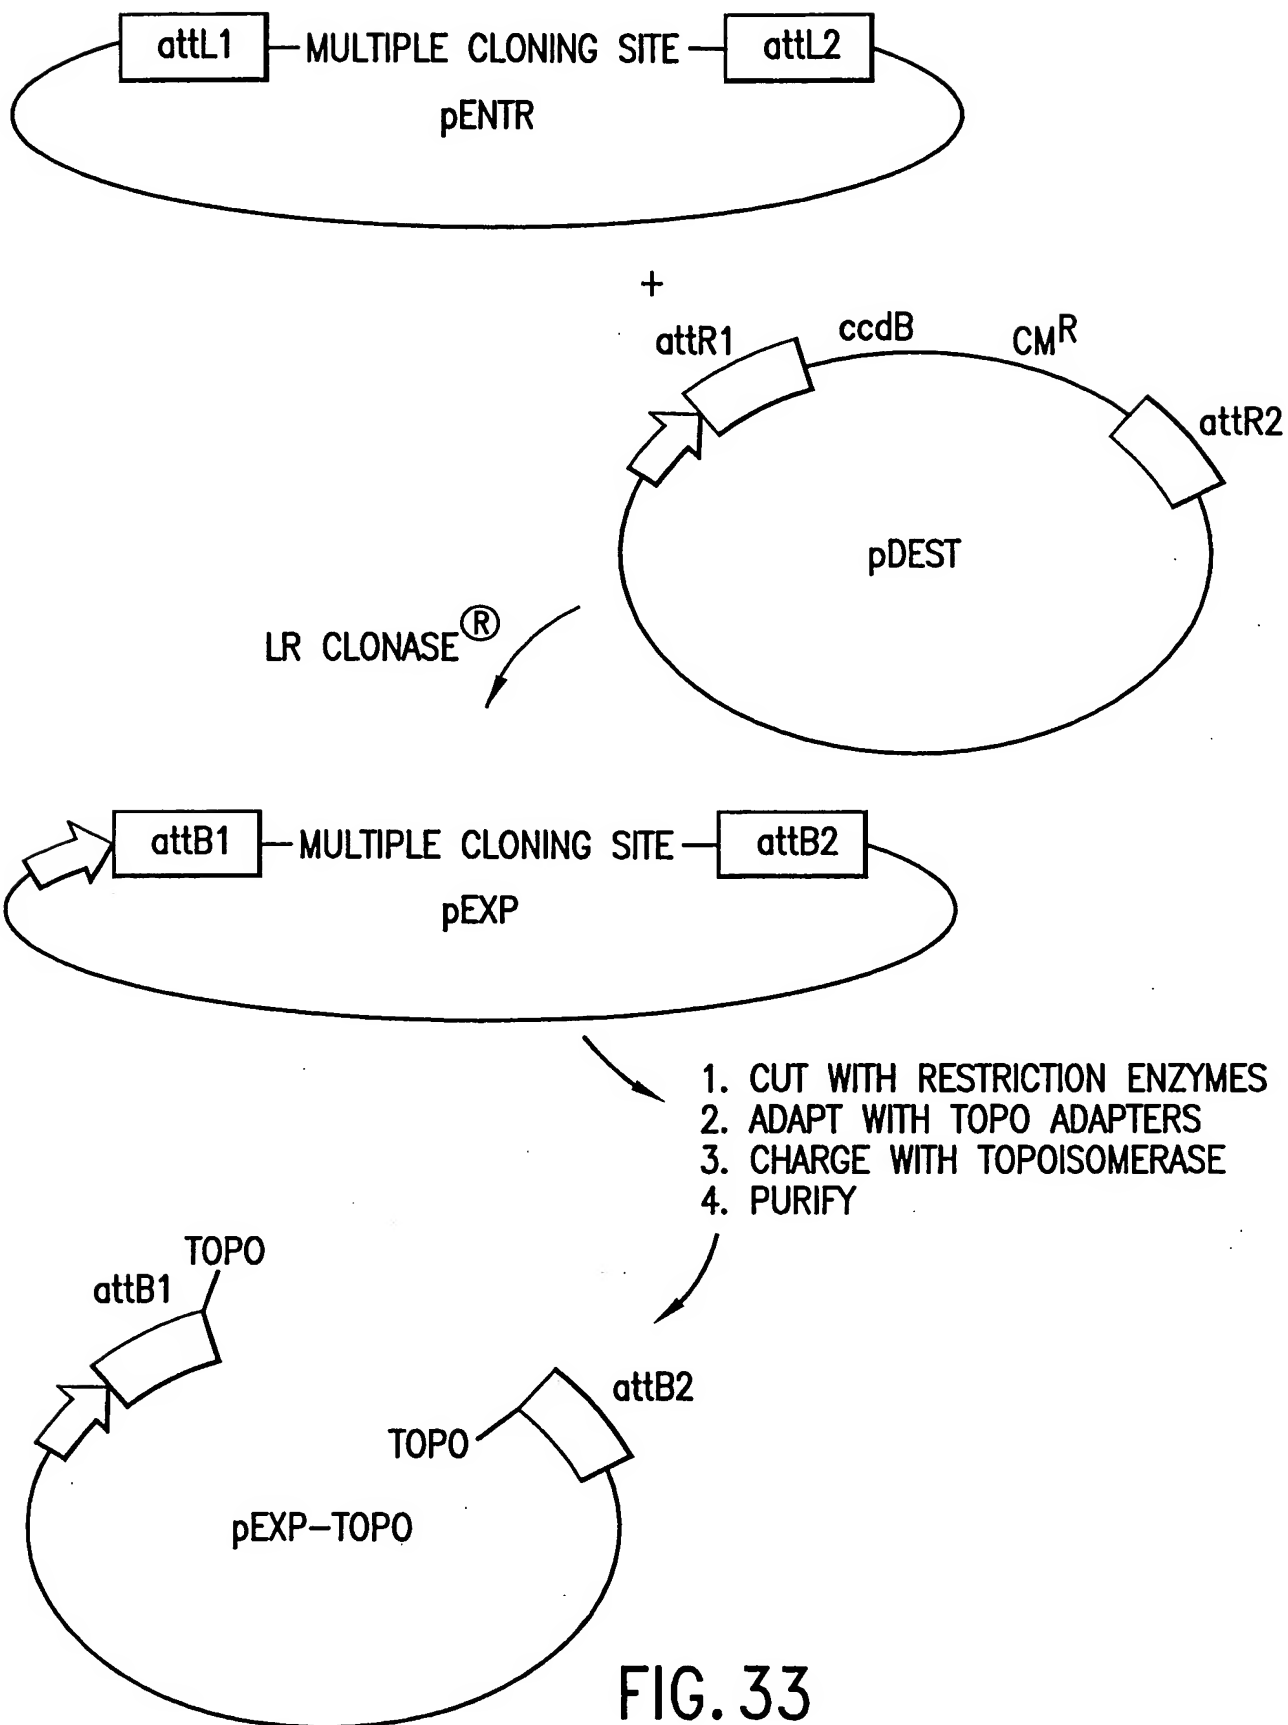 attL1 — MULTIPLE CLONING SITE — attL2
pENTR
+
attR1 ccdB CMR
attR2
pDEST
LR CLONASE®
attB1 — MULTIPLE CLONING SITE — attB2
pEXP
1. CUT WITH RESTRICTION ENZYMES
2. ADAPT WITH TOPO ADAPTERS
3. CHARGE WITH TOPOISOMERASE
4. PURIFY
TOPO
attB1
attB2
TOPO
pEXP-TOPO
FIG. 33